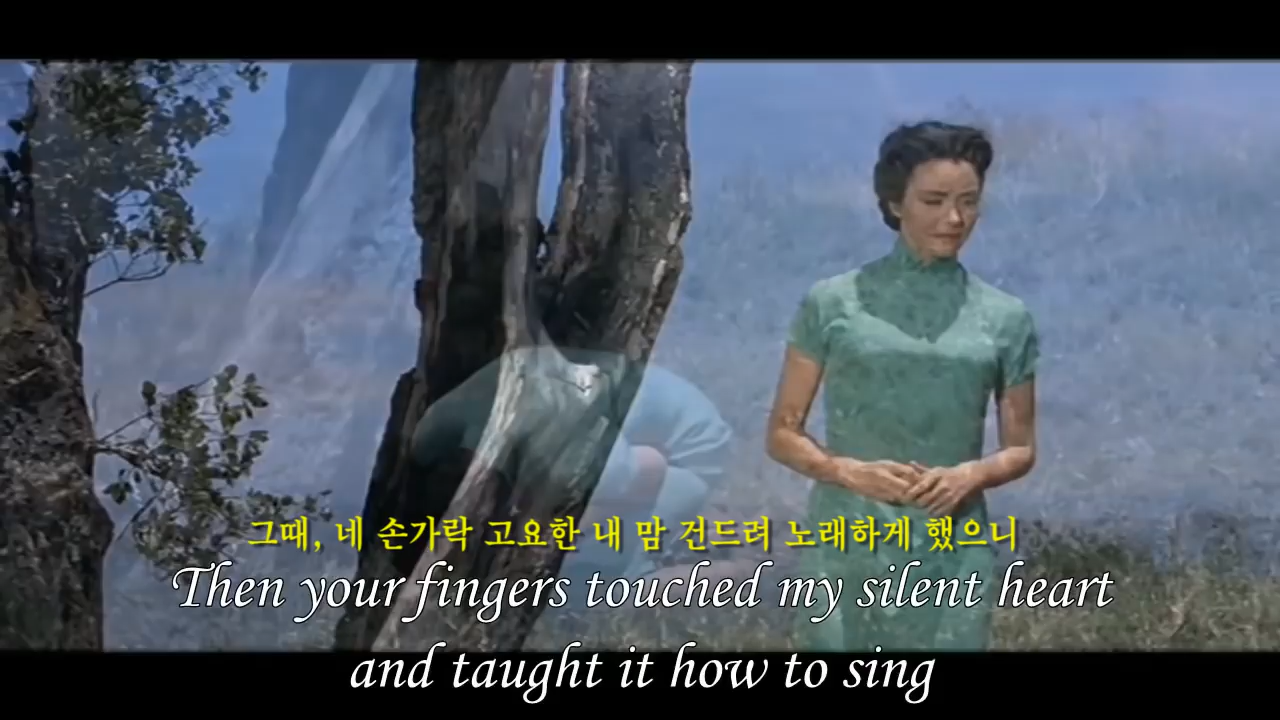 그때, 네 손가락 고요한 내 맘 건드려 노래하게 했으니
Then your fingers touched my silent heart
and taught it how to sing